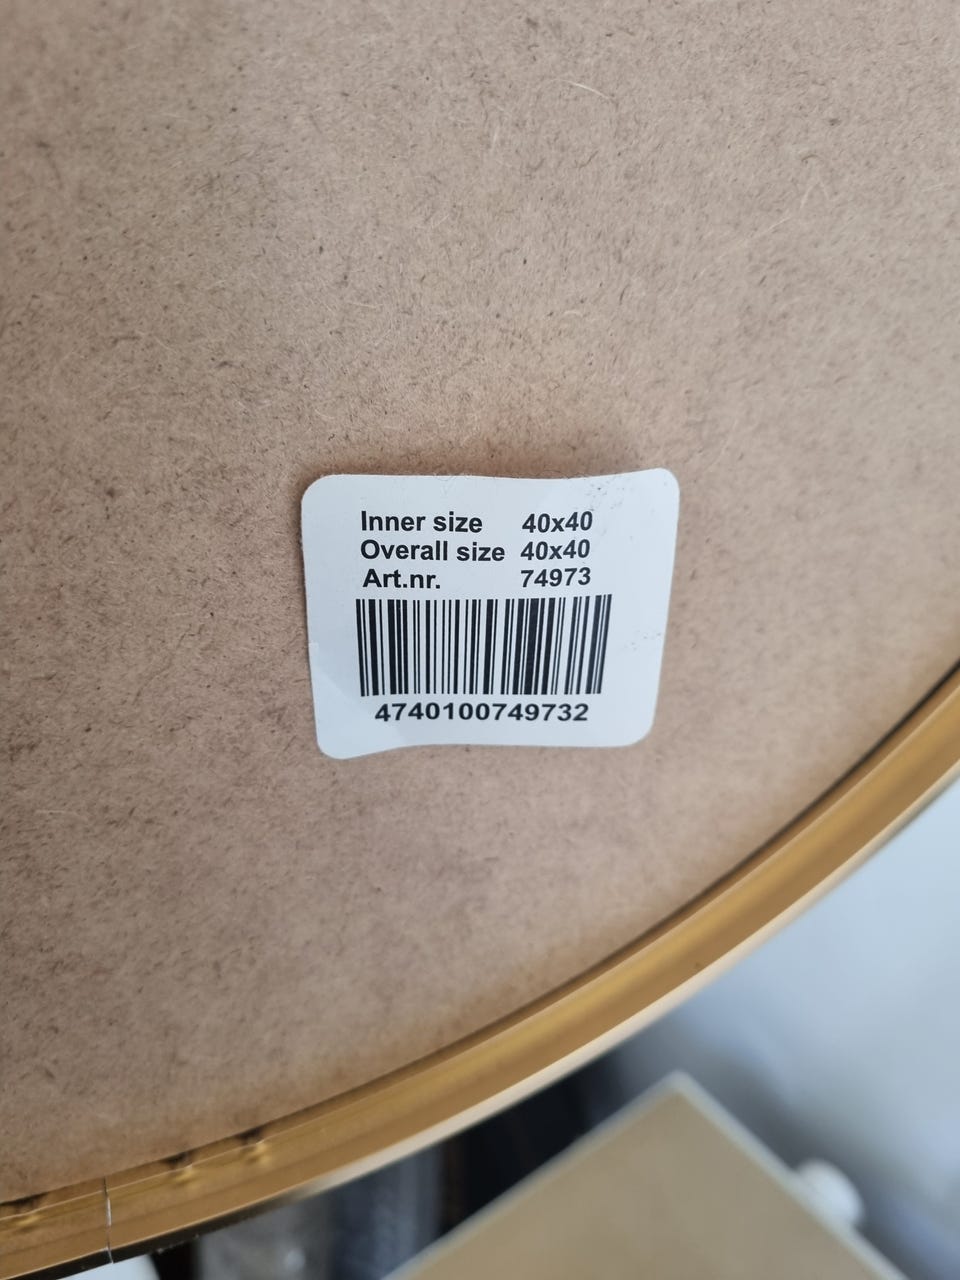 Inner size 40x40
Overall size 40x40
Art.nr. 74973
4740100749732